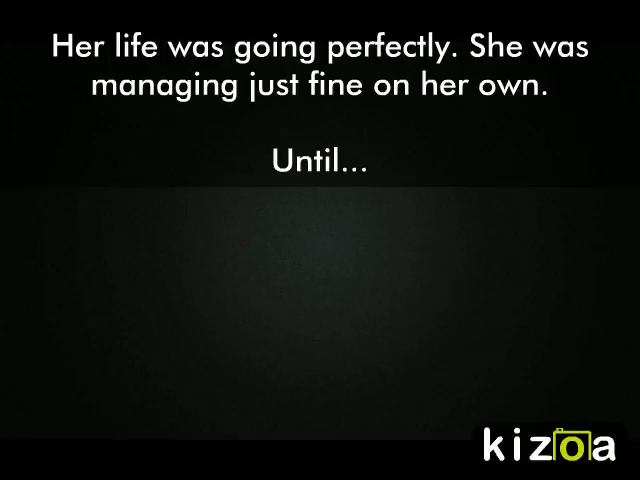 Her life was going perfectly. She was
managing just fine on her own.
Until...
kizoa